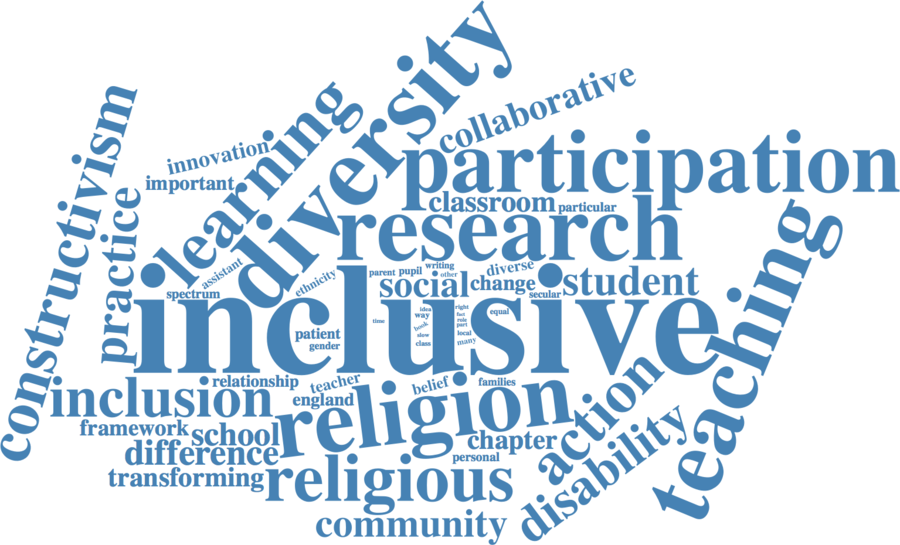 diversity
collaborative
learning
constructivism
innovation
participation
important
practice
classroom
particular
research
teaching
assistant
ethnicity
spectrum
parent
pupil
writing
other
diverse
social
change
secular
student
inclusive
idea
way
book
slow
class
time
right
fact
role
part
local
many
equal
patient
gender
relationship
teacher
belief
families
inclusion
england
religion
action
framework
school
chapter
difference
personal
disability
transforming
religious
community